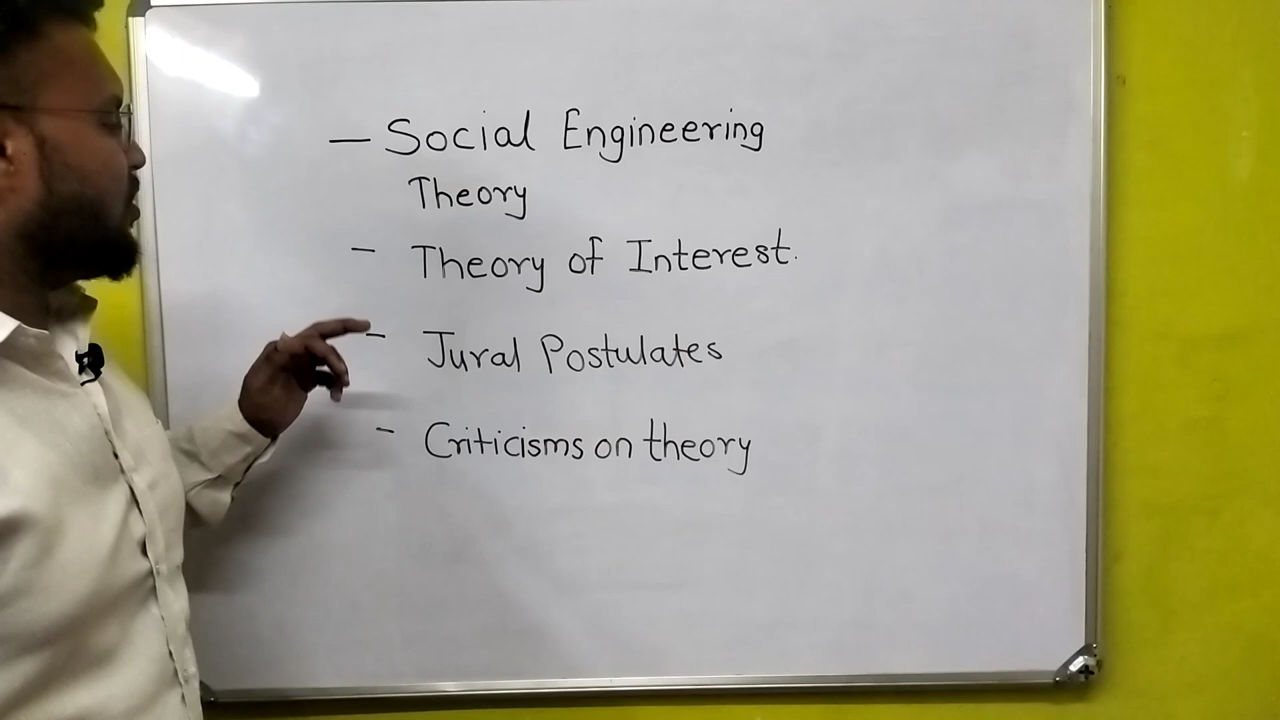 — Social Engineering
Theory
- Theory of Interest.
- Jural Postulates
- Criticisms on theory